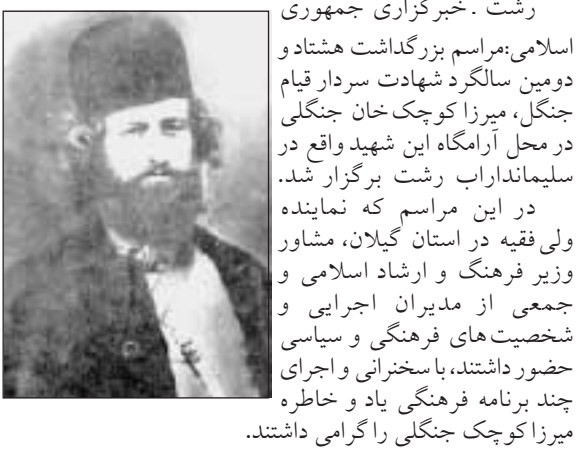 رشت ـ خبرگزاری جمهوری
اسلامی:مراسم بزرگداشت هشتاد و
دومین سالگرد شهادت سردار قیام
جنگل، میرزا کوچک خان جنگلی
در محل آرامگاه این شهید واقع در
سلیمانداراب رشت برگزار شد.
در این مراسم که نماینده
ولی فقیه در استان گیلان، مشاور
وزیر فرهنگ و ارشاد اسلامی و
جمعی از مدیران اجرایی و
شخصیت های فرهنگی و سیاسی
حضور داشتند، با سخنرانی و اجرای
چند برنامه فرهنگی یاد و خاطره
میرزا کوچک جنگلی را گرامی داشتند.